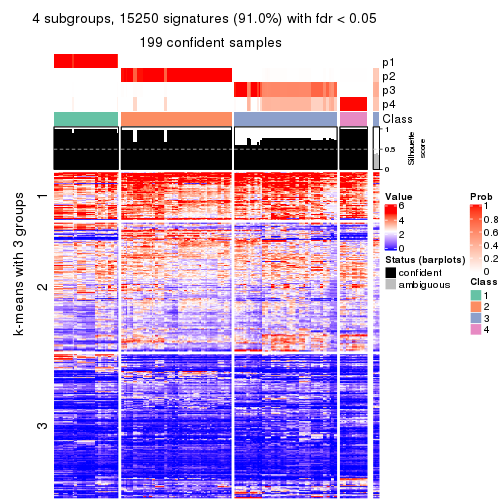 4 subgroups, 15250 signatures (91.0%) with fdr < 0.05
199 confident samples
p1
p2
p3
p4
Class
1
0.5
0
Silhouette
score
k-means with 3 groups
1
2
3
Value
6
4
2
0
Status (barplots)
confident
ambiguous
Class
1
2
3
4
Prob
1
0.8
0.6
0.4
0.2
0